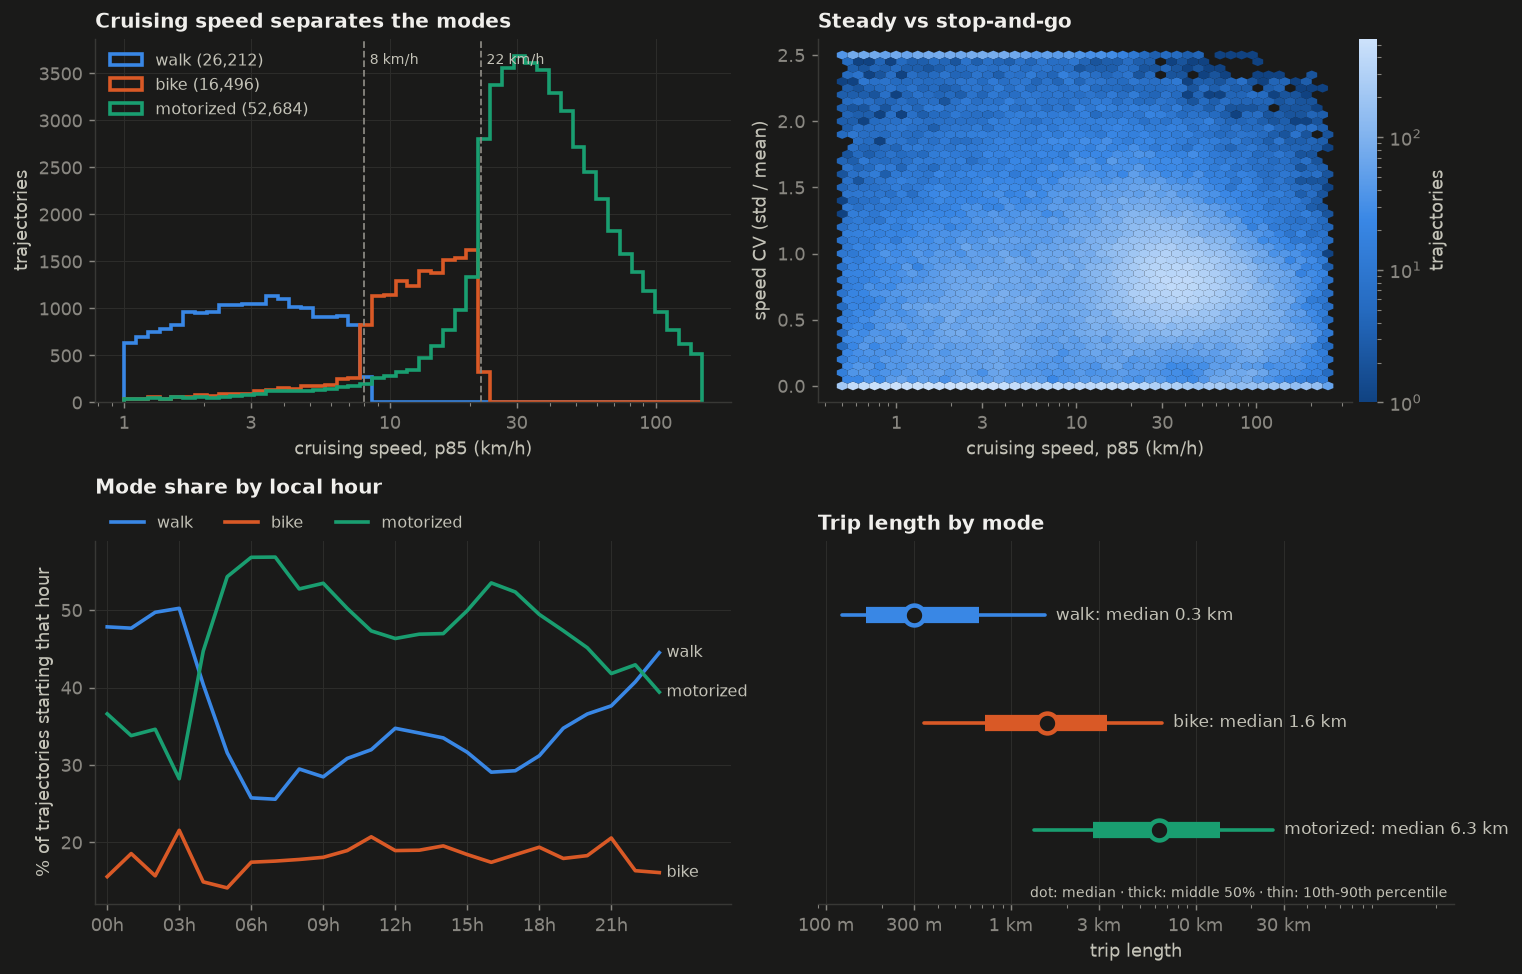 Cruising speed separates the modes
walk (26,212)
bike (16,496)
motorized (52,684)
8 km/h
22 km/h
trajectories
3500
3000
2500
2000
1500
1000
500
0
1
3
10
30
100
cruising speed, p85 (km/h)
Steady vs stop-and-go
speed CV (std / mean)
2.5
2.0
1.5
1.0
0.5
0.0
1
3
10
30
100
cruising speed, p85 (km/h)
10²
10¹
10⁰
trajectories
Mode share by local hour
walk
bike
motorized
% of trajectories starting that hour
50
40
30
20
walk
motorized
bike
00h
03h
06h
09h
12h
15h
18h
21h
Trip length by mode
walk: median 0.3 km
bike: median 1.6 km
motorized: median 6.3 km
dot: median · thick: middle 50% · thin: 10th-90th percentile
100 m
300 m
1 km
3 km
10 km
30 km
trip length